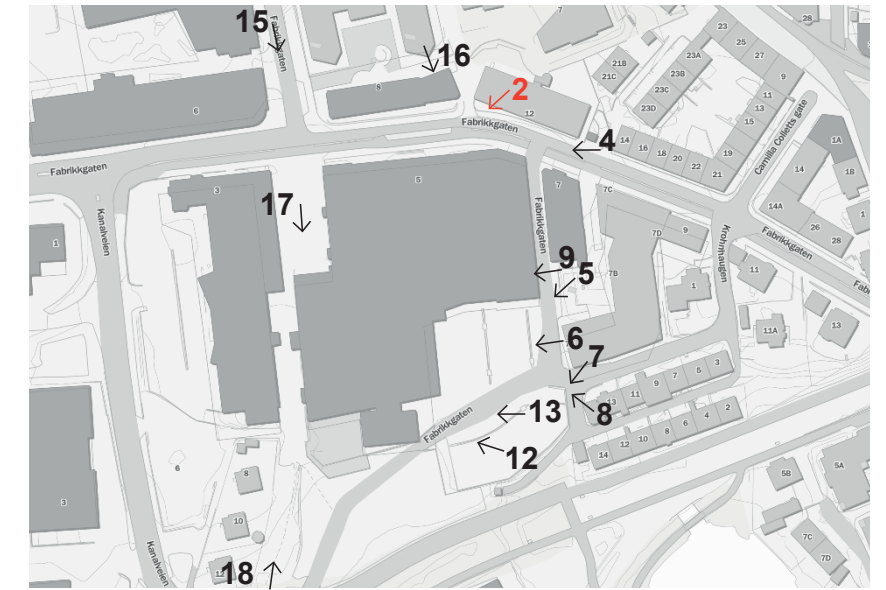 15
Fabrikkgaten
16
7
28
23
25
27
21B
21C
23A
23B
23C
23D
9
11
13
15
8
2
6
12
Fabrikkgaten
4
14
16
18
20
22
21
19
Camilla Colletts gate
1A
1B
14
14A
Fabrikkgaten
3
5
7
7C
17
Kanalveien
Fabrikkgaten
7D
9
1
26
28
Fabrikkgaten
1
9
5
7B
Krohnhaugen
11
1
6
11A
13
7
13
11
9
7
5
3
8
13
Fabrikkgaten
12
14
12
10
8
6
4
2
6
8
5B
5A
3
10
7C
7D
Kanalveien
12
18